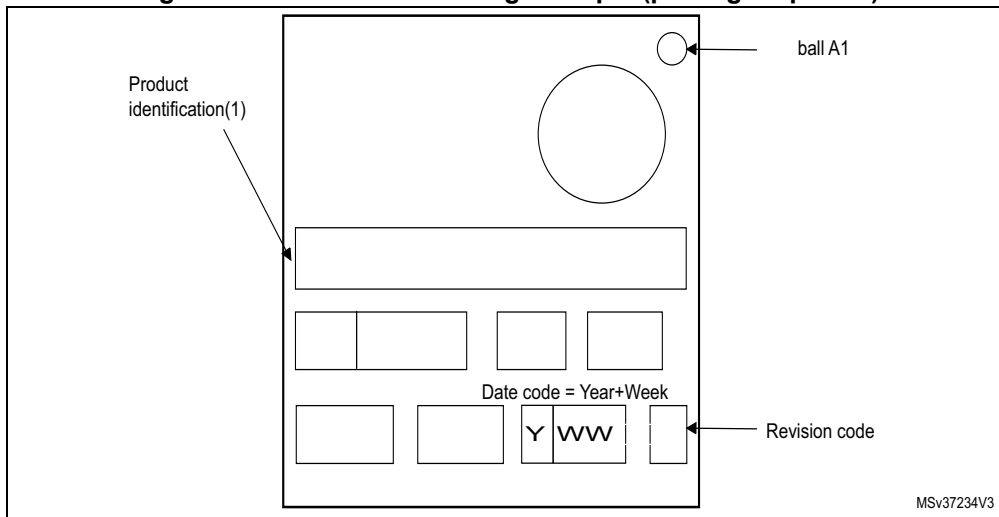 ball A1
Product
identification(1)
Date code = Year+Week
Y WW
Revision code
MSv37234V3